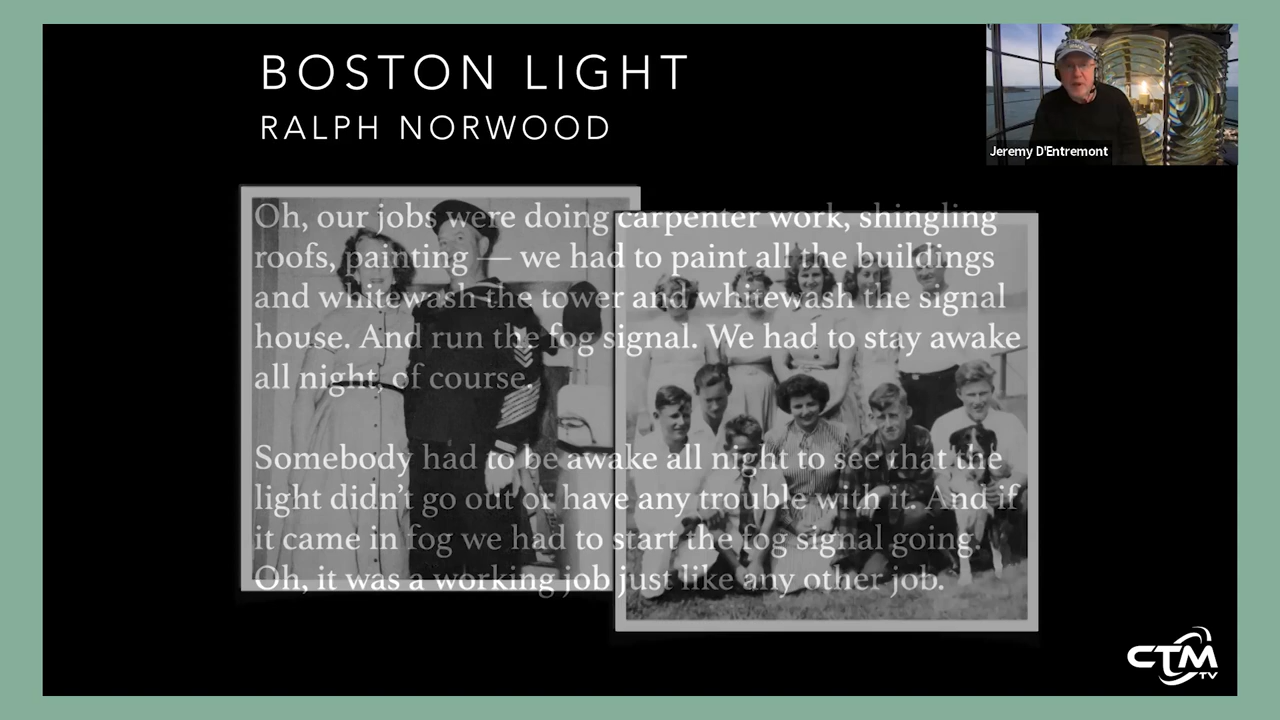 BOSTON LIGHT
RALPH NORWOOD
Jeremy D'Entremont
Oh, our jobs were doing carpenter work, shingling
roofs, painting — we had to paint all the buildings
and whitewash the tower and whitewash the signal
house. And run the fog signal. We had to stay awake
all night, of course.
Somebody had to be awake all night to see that the
light didn't go out or have any trouble with it. And if
it came in fog we had to start the fog signal going.
Oh, it was a working job just like any other job.
CTM
TV